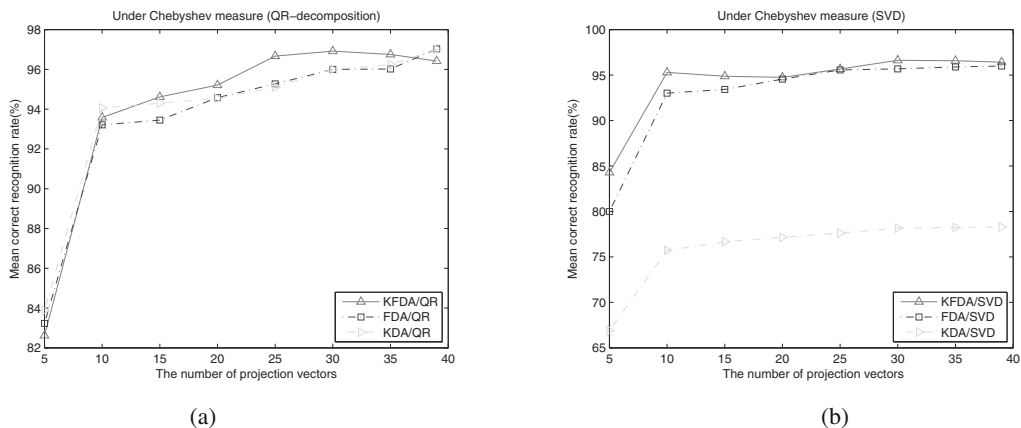 Under Chebyshev measure (QR−decomposition)
98
96
94
92
90
88
86
84
82
Mean correct recognition rate(%)
5 10 15 20 25 30 35 40
The number of projection vectors
KFDA/QR
FDA/QR
KDA/QR
(a)
Under Chebyshev measure (SVD)
100
95
90
85
80
75
70
65
Mean correct recognition rate(%)
5 10 15 20 25 30 35 40
The number of projection vectors
KFDA/SVD
FDA/SVD
KDA/SVD
(b)